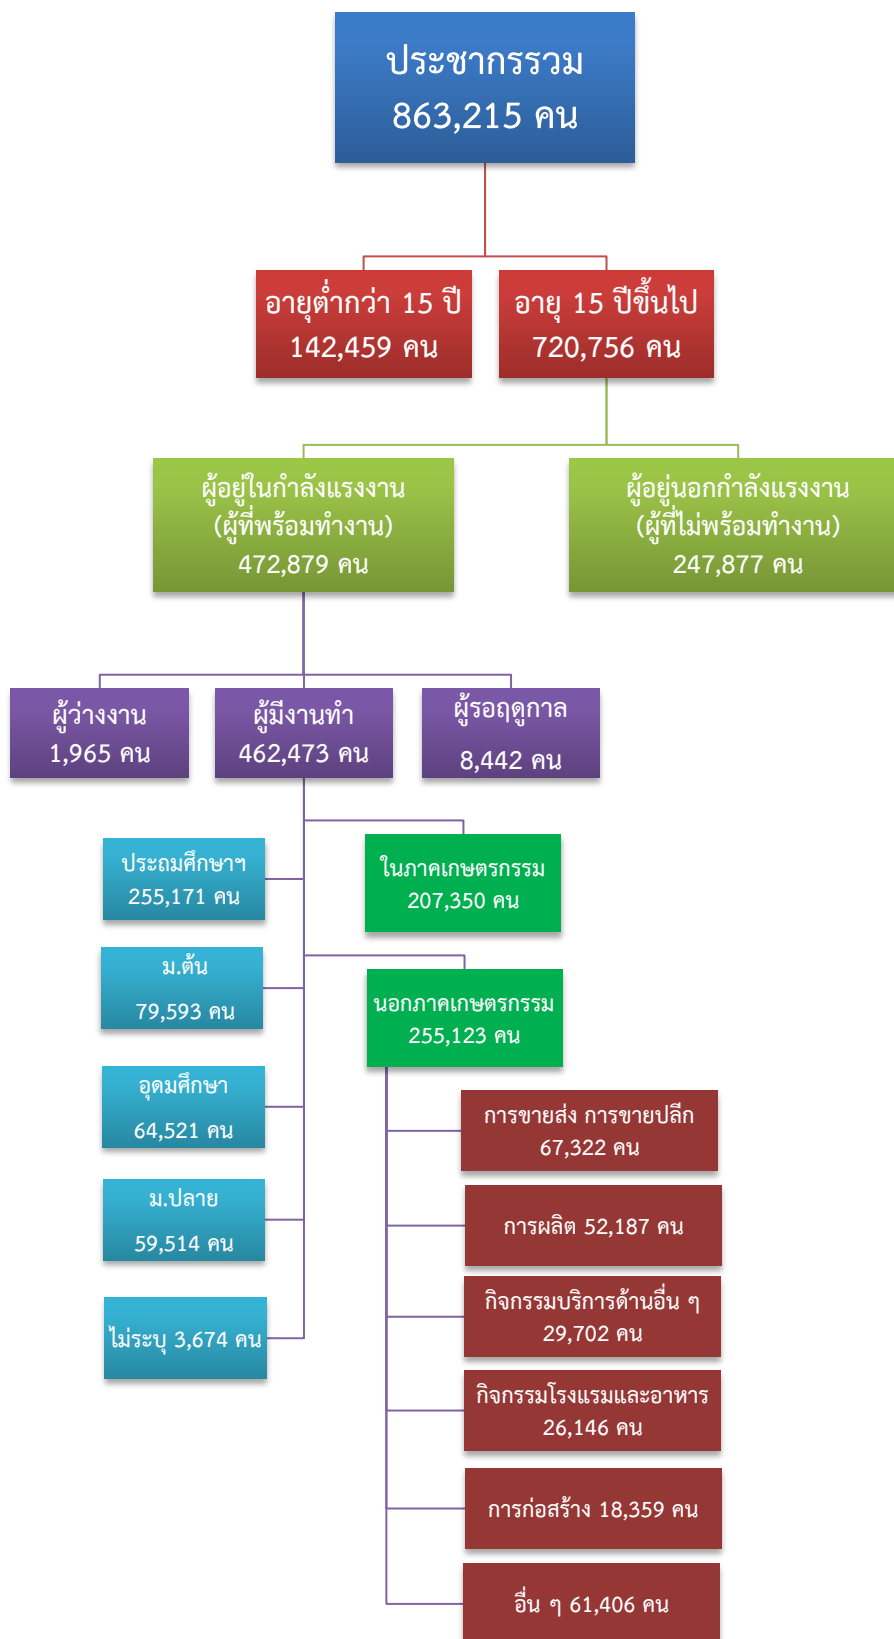 ประชากรรวม
863,215 คน
อายุต่ำกว่า 15 ปี
142,459 คน
อายุ 15 ปีขึ้นไป
720,756 คน
ผู้อยู่ในกำลังแรงงาน
(ผู้ที่พร้อมทำงาน)
472,879 คน
ผู้อยู่นอกกำลังแรงงาน
(ผู้ที่ไม่พร้อมทำงาน)
247,877 คน
ผู้ว่างงาน
1,965 คน
ผู้มีงานทำ
462,473 คน
ผู้รอฤดูกาล
8,442 คน
ประถมศึกษาฯ
255,171 คน
ม.ต้น
79,593 คน
อุดมศึกษา
64,521 คน
ม.ปลาย
59,514 คน
ไม่ระบุ 3,674 คน
ในภาคเกษตรกรรม
207,350 คน
นอกภาคเกษตรกรรม
255,123 คน
การขายส่ง การขายปลีก
67,322 คน
การผลิต 52,187 คน
กิจกรรมบริการด้านอื่น ๆ
29,702 คน
กิจกรรมโรงแรมและอาหาร
26,146 คน
การก่อสร้าง 18,359 คน
อื่น ๆ 61,406 คน